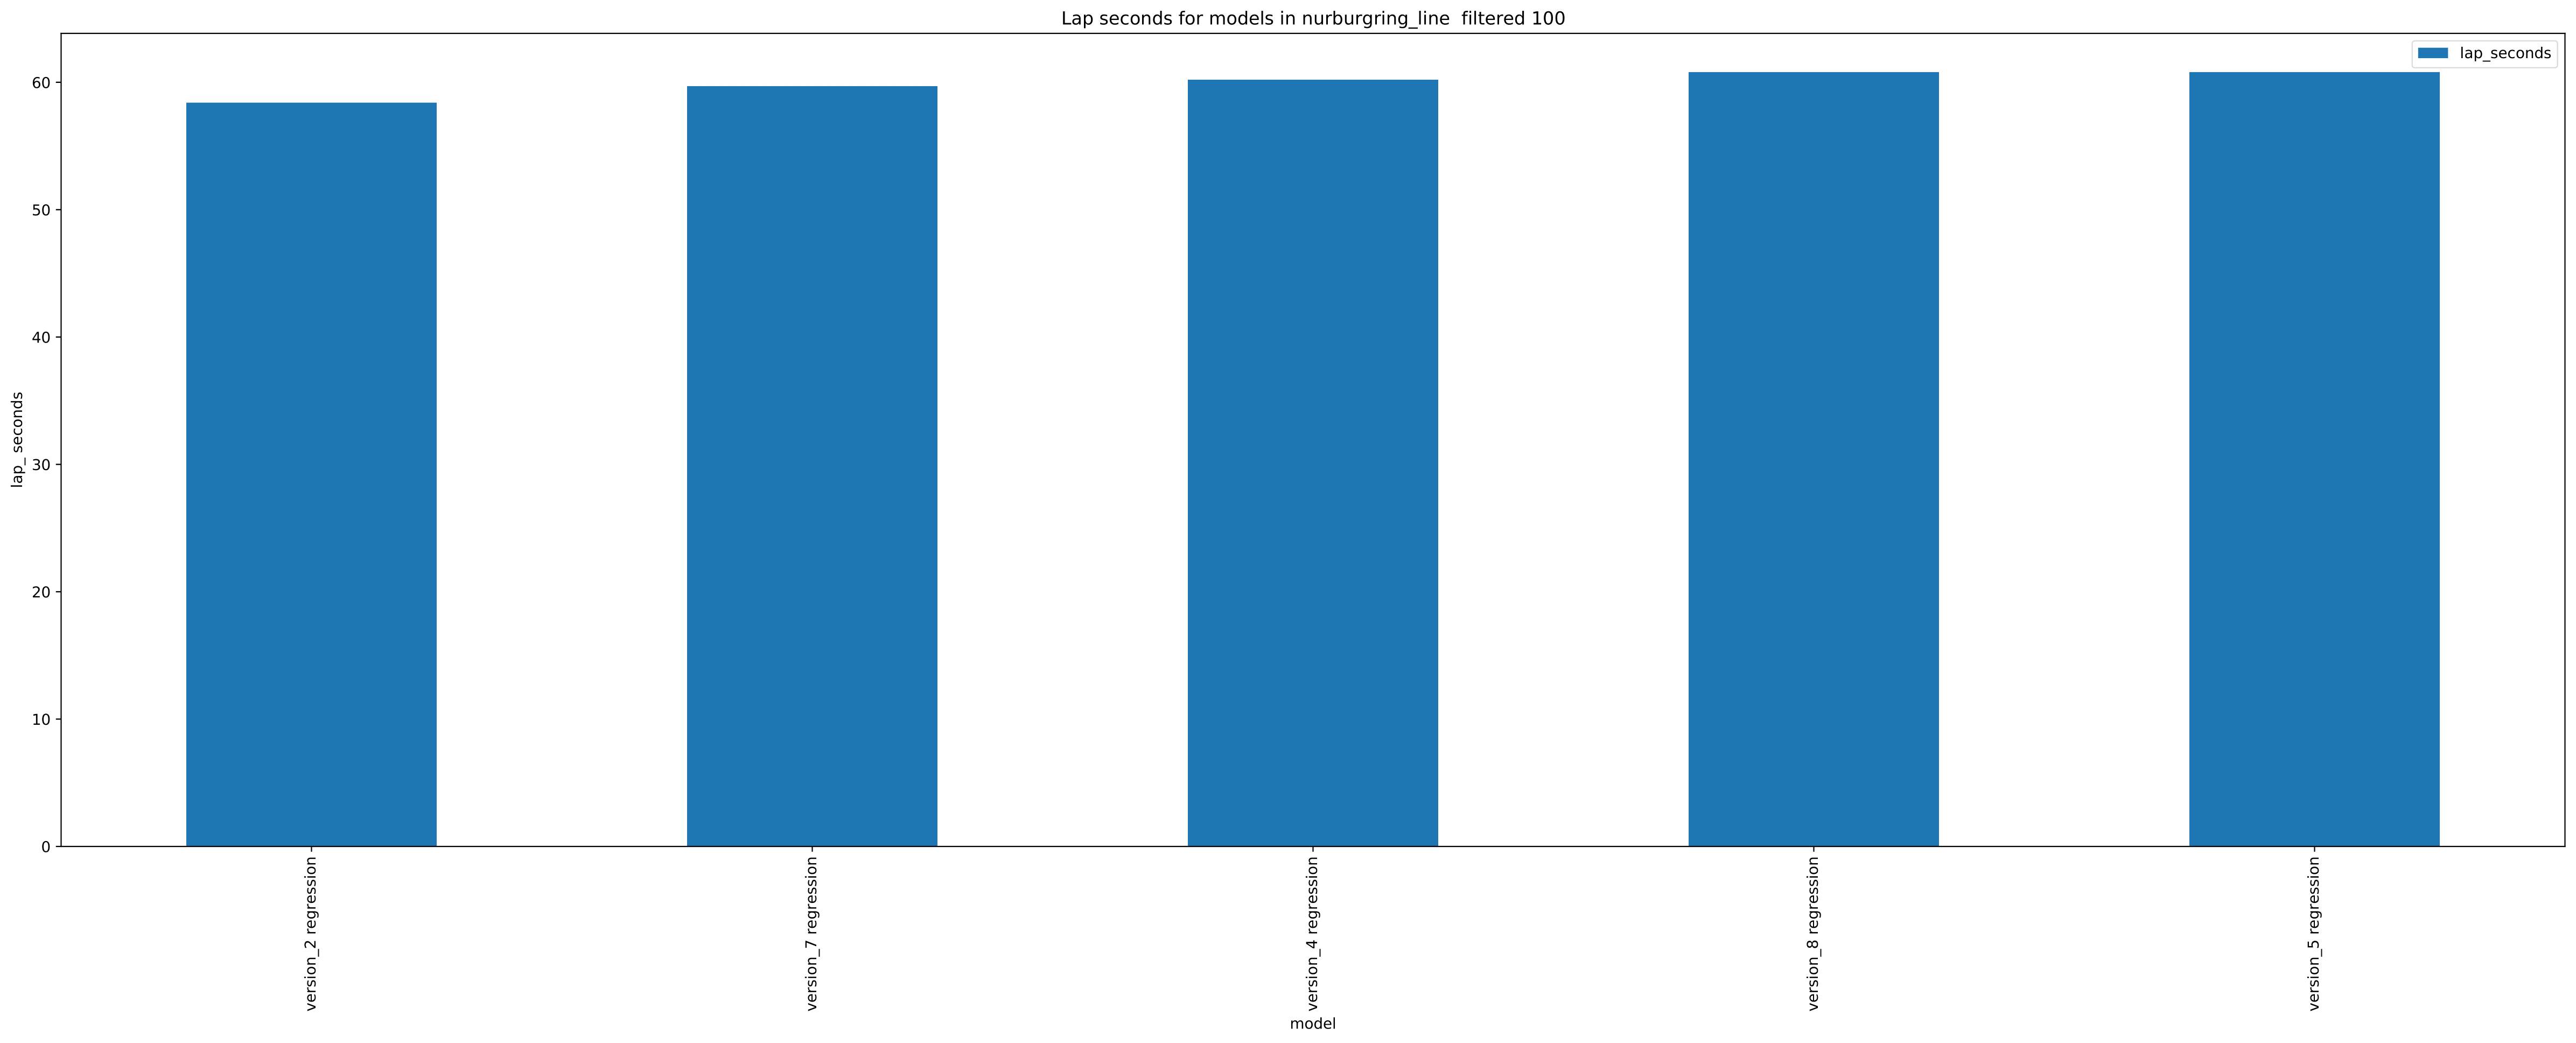 Lap seconds for models in nurburgring_line  filtered 100
lap_seconds
60
50
40
30
20
10
0
lap_ seconds
version_2 regression
version_7 regression
version_4 regression
version_8 regression
version_5 regression
model